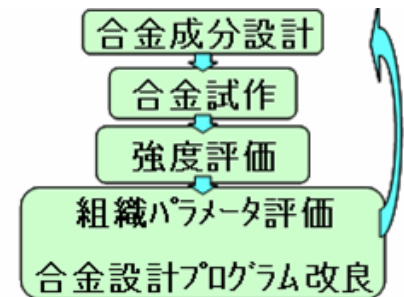 合金成分設計
合金試作
強度評価
組織ﾊﾟﾗﾒｰﾀ評価
合金設計ﾌﾟﾛｸﾞﾗﾑ改良